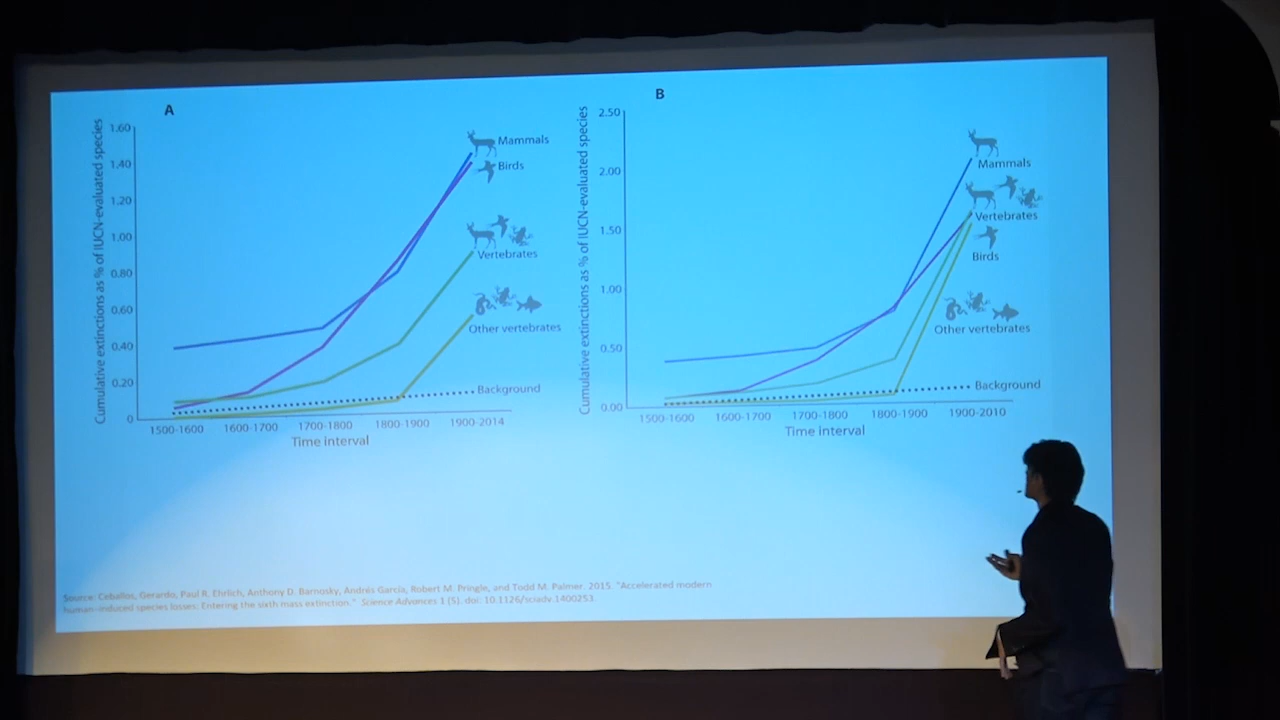 A
Cumulative extinctions as % of IUCN-evaluated species
1.60
1.40
1.20
1.00
0.80
0.60
0.40
0.20
0
Mammals
Birds
Vertebrates
Other vertebrates
Background
1500-1600
1600-1700
1700-1800
1800-1900
1900-2014
Time interval
B
Cumulative extinctions as % of IUCN-evaluated species
2.50
2.00
1.50
1.00
0.50
0.00
Mammals
Vertebrates
Birds
Other vertebrates
Background
1500-1600
1600-1700
1700-1800
1800-1900
1900-2010
Time interval
Source: Ceballos, Gerardo, Paul R. Ehrlich, Anthony D. Barnosky, Andrés García, Robert M. Pringle, and Todd M. Palmer. 2015. "Accelerated modern
human-induced species losses: Entering the sixth mass extinction." Science Advances 1 (5). doi: 10.1126/sciadv.1400253.